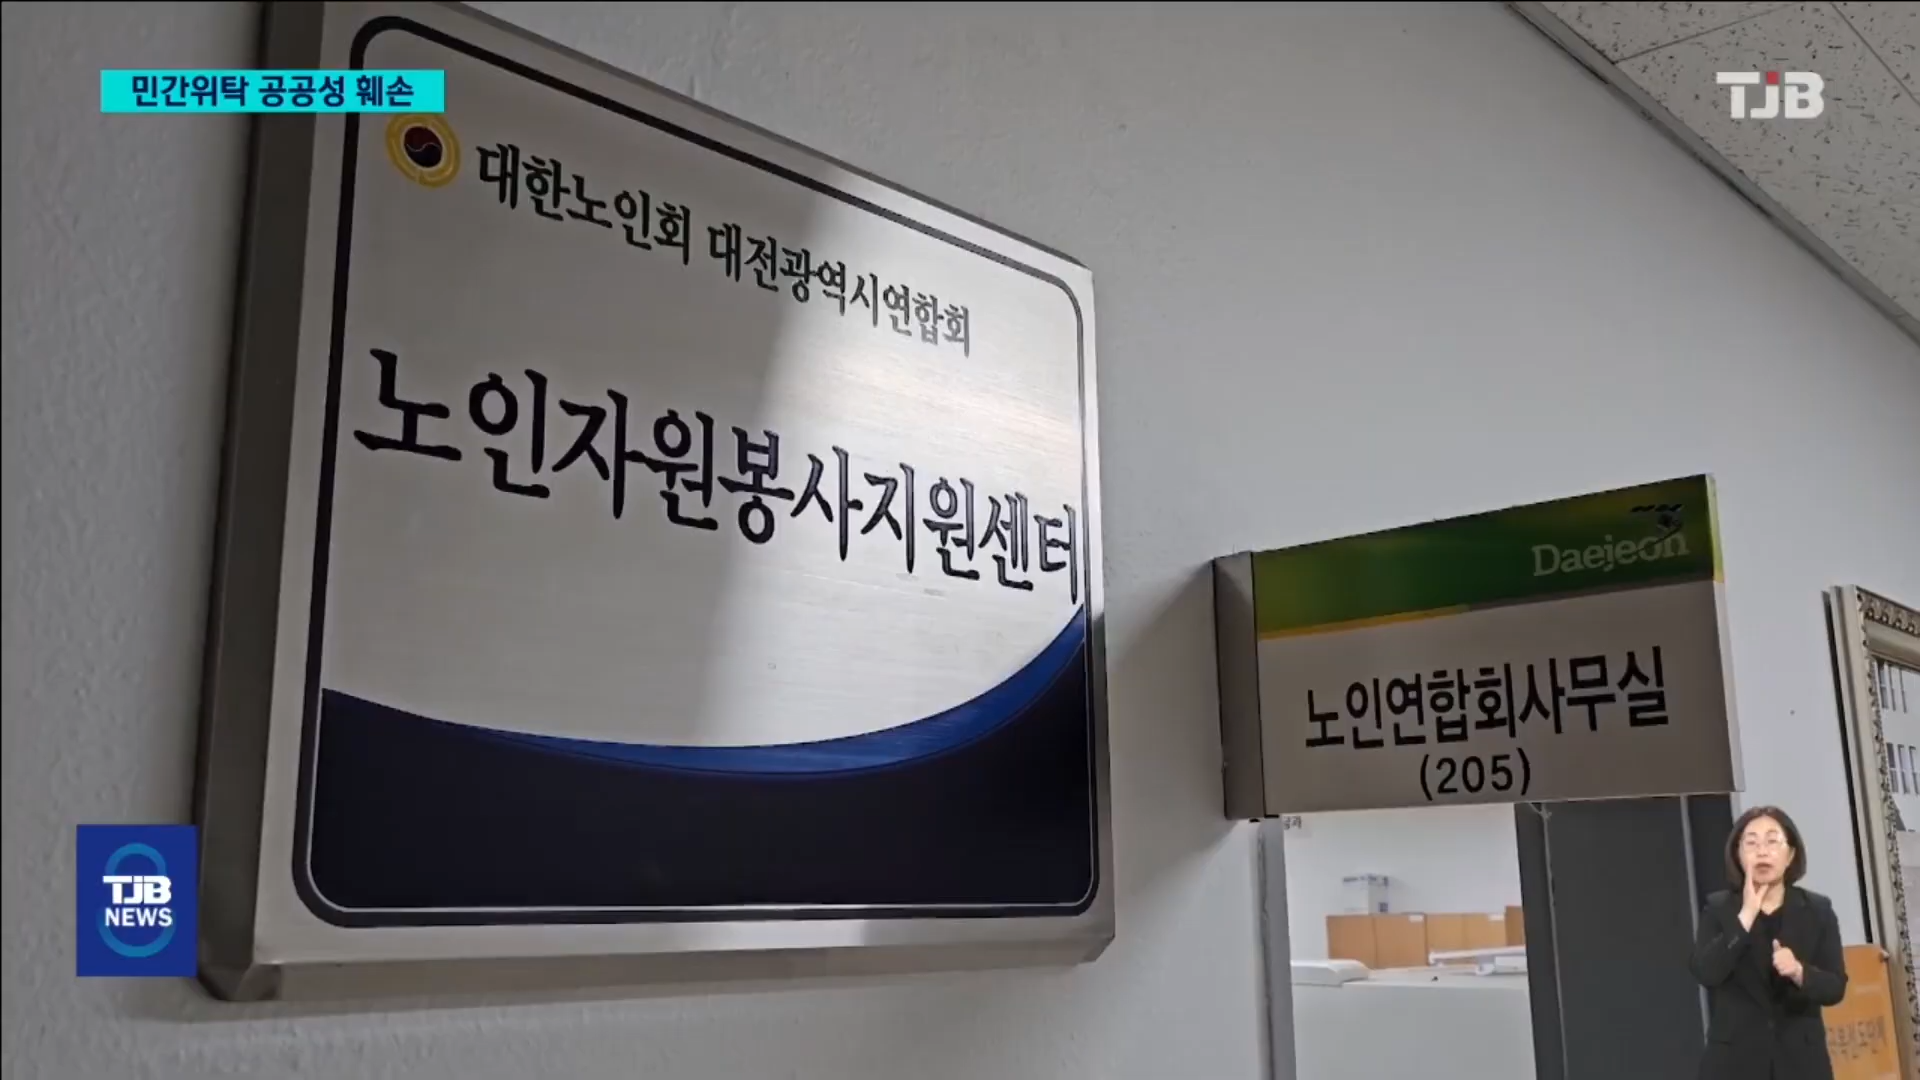 민간위탁 공공성 훼손
TJB
대한노인회 대전광역시연합회
노인자원봉사지원센터
Daejeon
노인연합회사무실
(205)
TJB
NEWS